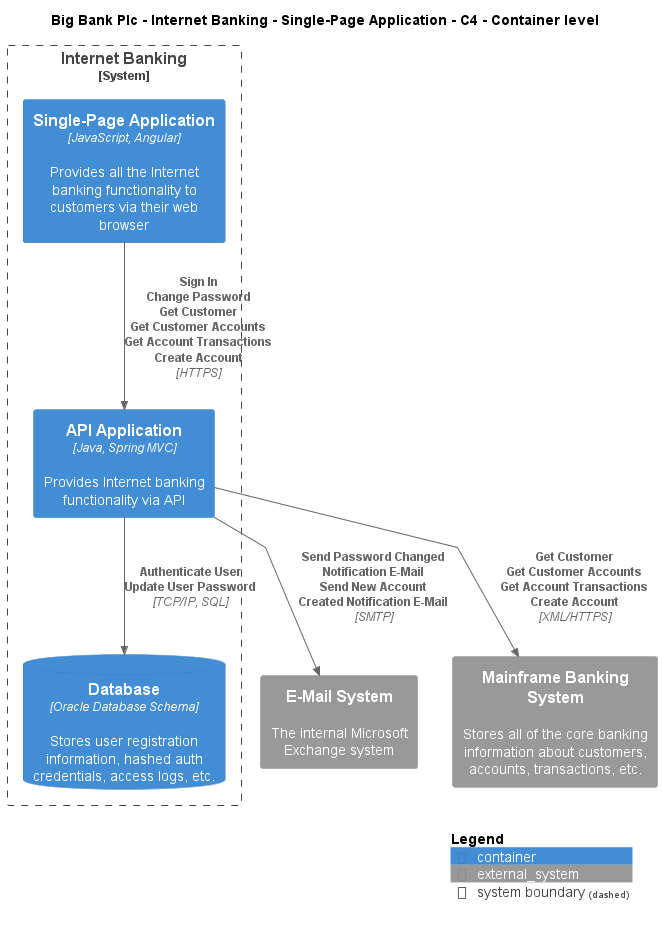 Big Bank Plc - Internet Banking - Single-Page Application - C4 - Container level
Internet Banking
[System]
Single-Page Application
[JavaScript, Angular]
Provides all the Internet
banking functionality to
customers via their web
browser
Sign In
Change Password
Get Customer
Get Customer Accounts
Get Account Transactions
Create Account
[HTTPS]
API Application
[Java, Spring MVC]
Provides Internet banking
functionality via API
Authenticate User
Update User Password
[TCP/IP, SQL]
Send Password Changed
Notification E-Mail
Send New Account
Created Notification E-Mail
[SMTP]
Get Customer
Get Customer Accounts
Get Account Transactions
Create Account
[XML/HTTPS]
Database
[Oracle Database Schema]
Stores user registration
information, hashed auth
credentials, access logs, etc.
E-Mail System
The internal Microsoft
Exchange system
Mainframe Banking
System
Stores all of the core banking
information about customers,
accounts, transactions, etc.
Legend
container
external_system
system boundary (dashed)